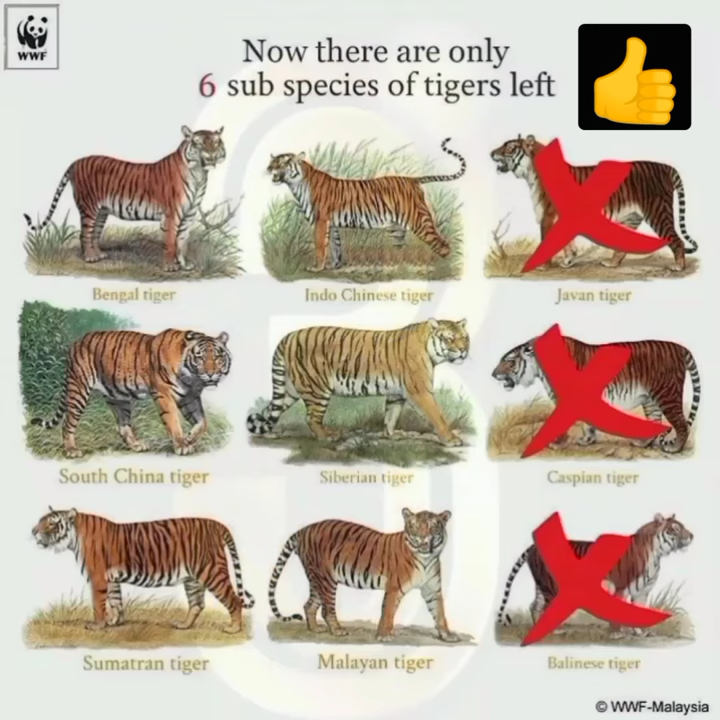 WWF
Now there are only
6 sub species of tigers left
Bengal tiger
Indo Chinese tiger
Javan tiger
South China tiger
Siberian tiger
Caspian tiger
Sumatran tiger
Malayan tiger
Balinese tiger
© WWF-Malaysia